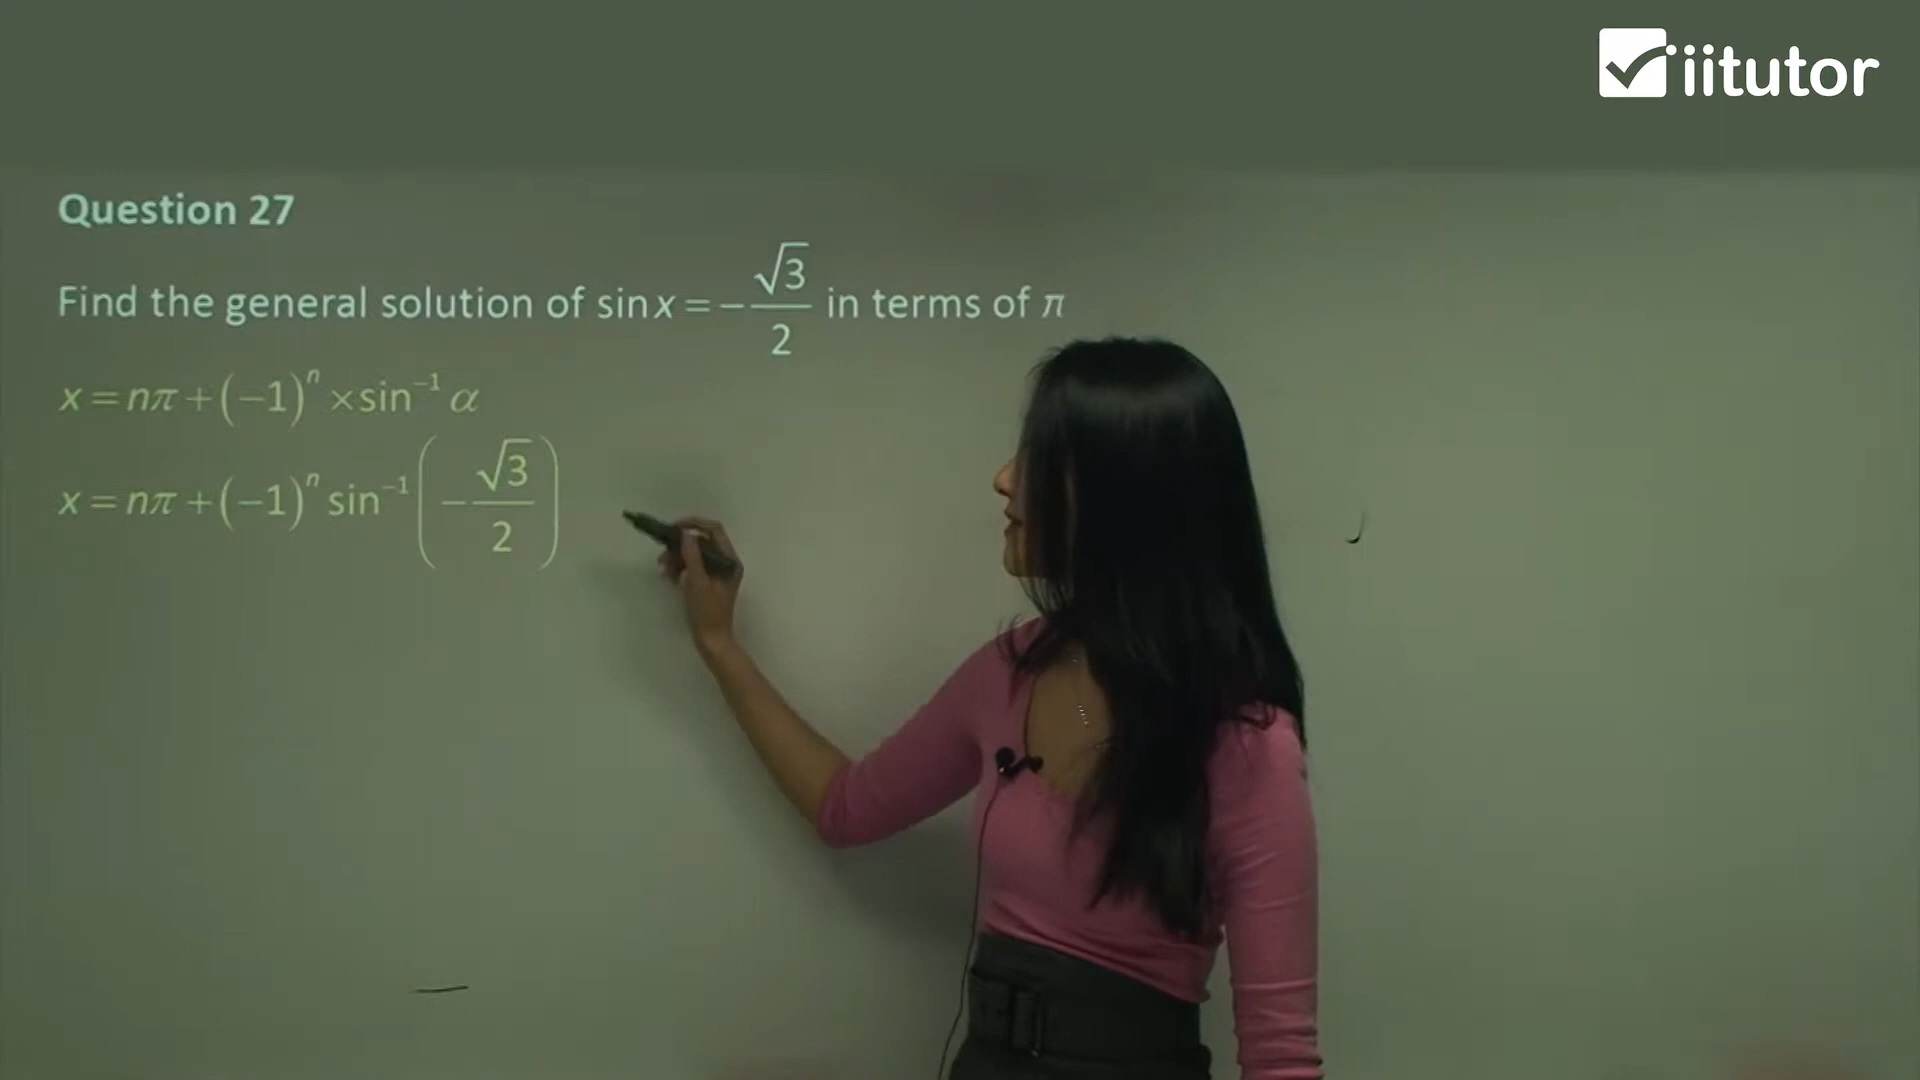 iitutor
Question 27
Find the general solution of sin x = −√3/2 in terms of π
x = nπ + (−1)ⁿ × sin⁻¹ α
x = nπ + (−1)ⁿ sin⁻¹ (−√3/2)